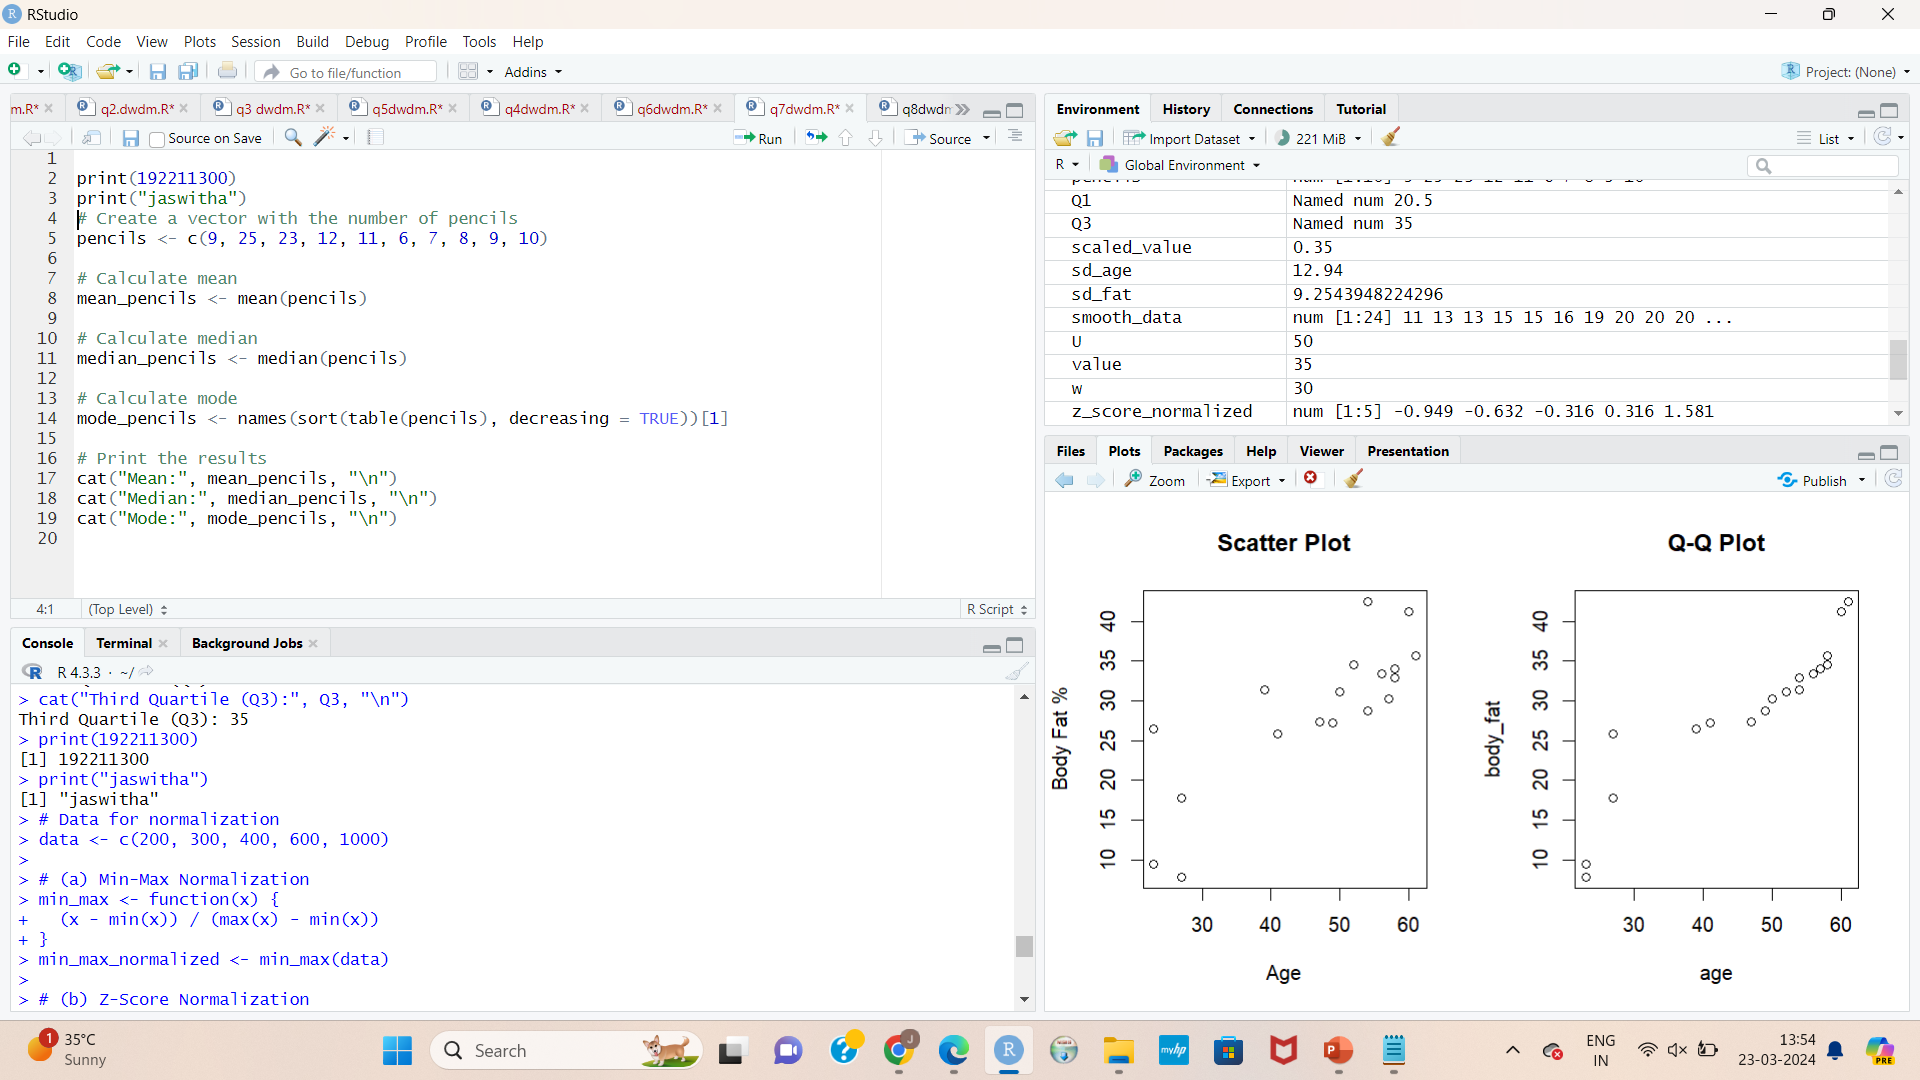 RStudio
File Edit Code View Plots Session Build Debug Profile Tools Help
Go to file/function Addins Project: (None)
m.R* q2.dwdm.R* q3 dwdm.R* q5dwdm.R* q4dwdm.R* q6dwdm.R* q7dwdm.R* q8dwdn
Source on Save Run Source
1
2 print(192211300)
3 print("jaswitha")
4 # Create a vector with the number of pencils
5 pencils <- c(9, 25, 23, 12, 11, 6, 7, 8, 9, 10)
6
7 # Calculate mean
8 mean_pencils <- mean(pencils)
9
10 # Calculate median
11 median_pencils <- median(pencils)
12
13 # Calculate mode
14 mode_pencils <- names(sort(table(pencils), decreasing = TRUE))[1]
15
16 # Print the results
17 cat("Mean:", mean_pencils, "\n")
18 cat("Median:", median_pencils, "\n")
19 cat("Mode:", mode_pencils, "\n")
20
4:1 (Top Level) R Script
Console Terminal Background Jobs
R 4.3.3 · ~/
> cat("Third Quartile (Q3):", Q3, "\n")
Third Quartile (Q3): 35
> print(192211300)
[1] 192211300
> print("jaswitha")
[1] "jaswitha"
> # Data for normalization
> data <- c(200, 300, 400, 600, 1000)
>
> # (a) Min-Max Normalization
> min_max <- function(x) {
+ (x - min(x)) / (max(x) - min(x))
+ }
> min_max_normalized <- min_max(data)
>
> # (b) Z-Score Normalization
Environment History Connections Tutorial
Import Dataset 221 MiB List
R Global Environment
Q1 Named num 20.5
Q3 Named num 35
scaled_value 0.35
sd_age 12.94
sd_fat 9.2543948224296
smooth_data num [1:24] 11 13 13 15 15 16 19 20 20 20 ...
U 50
value 35
w 30
z_score_normalized num [1:5] -0.949 -0.632 -0.316 0.316 1.581
Files Plots Packages Help Viewer Presentation
Zoom Export Publish
Scatter Plot
Body Fat %
10 15 20 25 30 35 40
30 40 50 60
Age
Q-Q Plot
body_fat
10 15 20 25 30 35 40
30 40 50 60
age
1 35°C
Sunny
Search
J
R
myhp
P
PRE
ENG
IN
13:54
23-03-2024